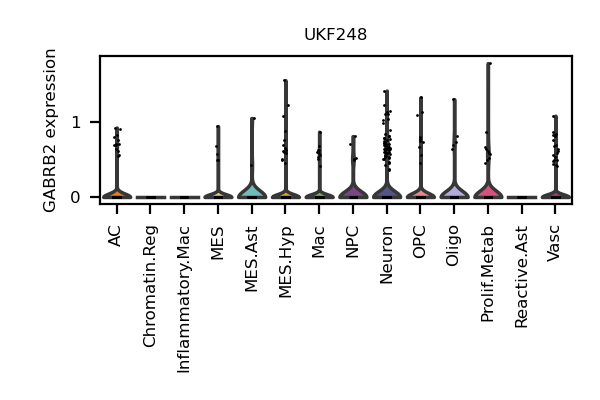 UKF248
GABRB2 expression
1
0
AC
Chromatin.Reg
Inflammatory.Mac
MES
MES.Ast
MES.Hyp
Mac
NPC
Neuron
OPC
Oligo
Prolif.Metab
Reactive.Ast
Vasc